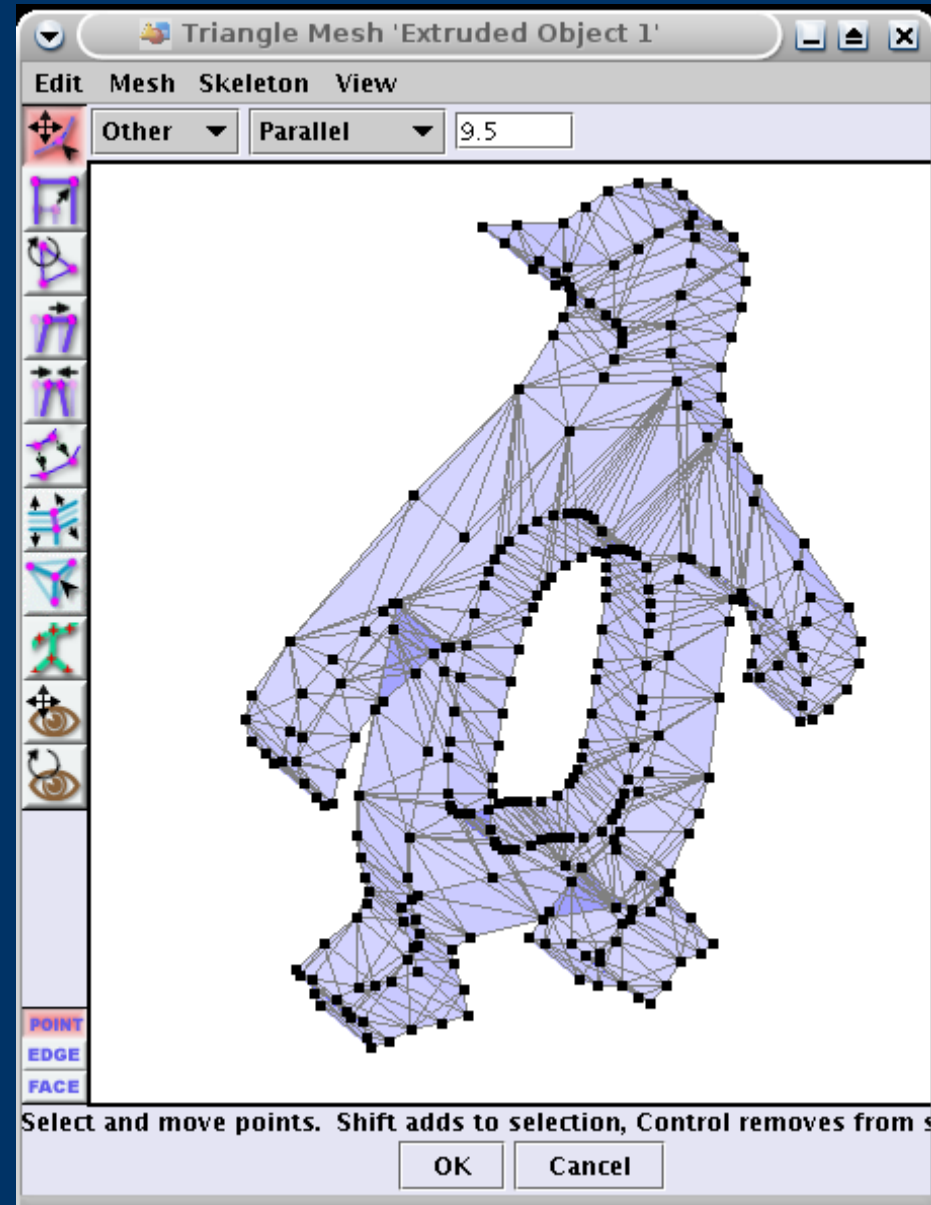 Triangle Mesh 'Extruded Object 1'
Edit Mesh Skeleton View
Other Parallel 9.5
POINT
EDGE
FACE
Select and move points. Shift adds to selection, Control removes from s
OK Cancel